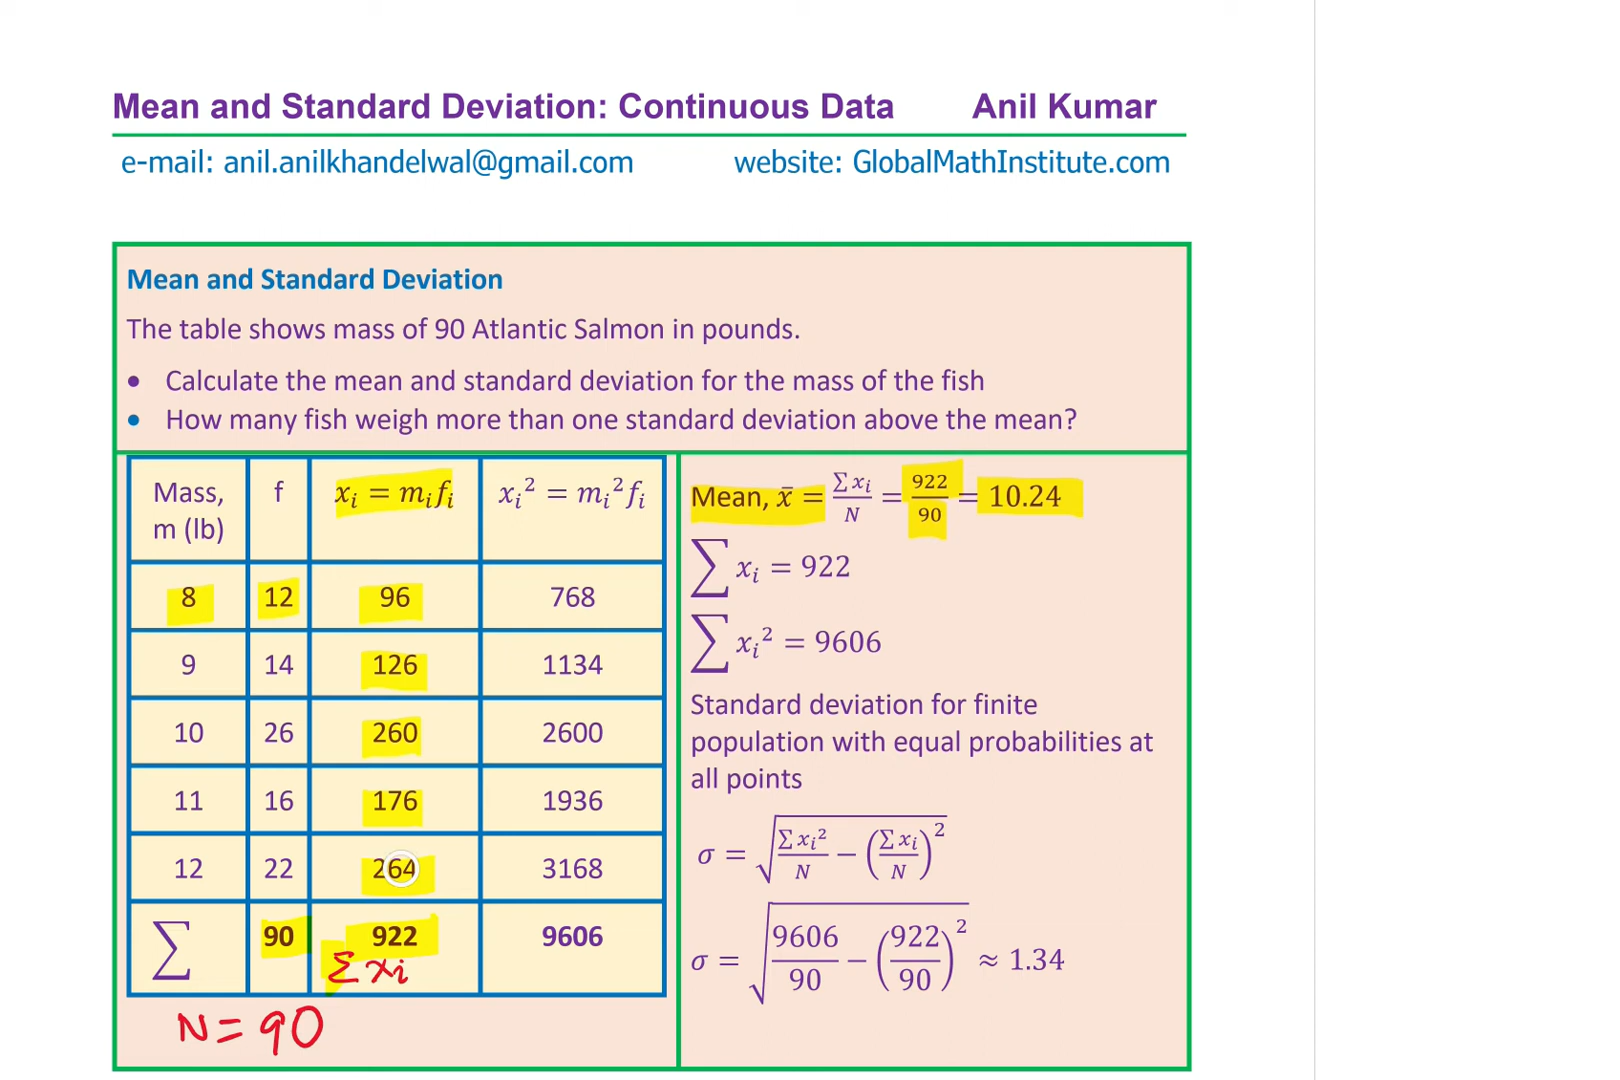 Mean and Standard Deviation: Continuous Data Anil Kumar
e-mail: anil.anilkhandelwal@gmail.com website: GlobalMathInstitute.com
Mean and Standard Deviation
The table shows mass of 90 Atlantic Salmon in pounds.
• Calculate the mean and standard deviation for the mass of the fish
• How many fish weigh more than one standard deviation above the mean?
Mass, m (lb) f xᵢ = mᵢfᵢ xᵢ² = mᵢ²fᵢ
8 12 96 768
9 14 126 1134
10 26 260 2600
11 16 176 1936
12 22 264 3168
∑ 90 922 9606
Σxᵢ
N = 90
Mean, x̄ = ∑xᵢ/N = 922/90 = 10.24
∑xᵢ = 922
∑xᵢ² = 9606
Standard deviation for finite
population with equal probabilities at
all points
σ = √(∑xᵢ²/N − (∑xᵢ/N)²)
σ = √(9606/90 − (922/90)²) ≈ 1.34